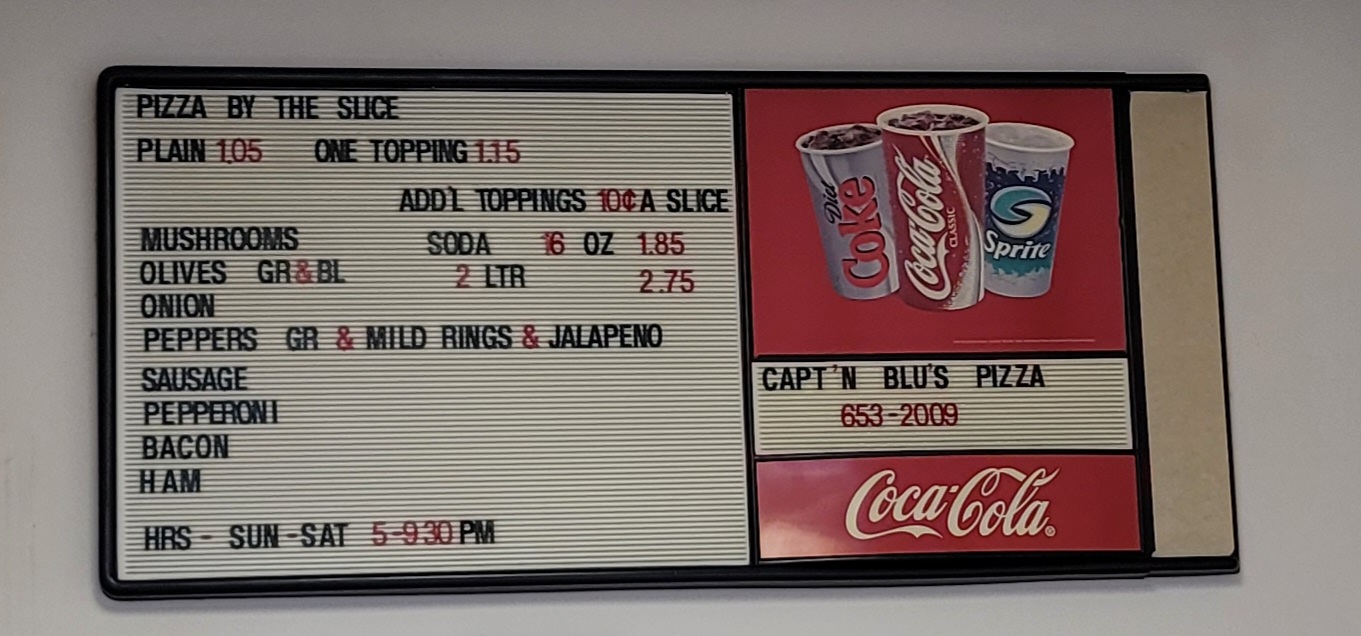 PIZZA BY THE SLICE
PLAIN 1.05 ONE TOPPING 1.15
ADD'L TOPPINGS 10¢ A SLICE
MUSHROOMS SODA 16 OZ 1.85
OLIVES GR & BL 2 LTR 2.75
ONION
PEPPERS GR & MILD RINGS & JALAPENO
SAUSAGE
PEPPERONI
BACON
HAM
HRS - SUN - SAT 5-930 PM
Diet Coke
Coca-Cola CLASSIC
Sprite
CAPT'N BLU'S PIZZA
653-2009
Coca-Cola®